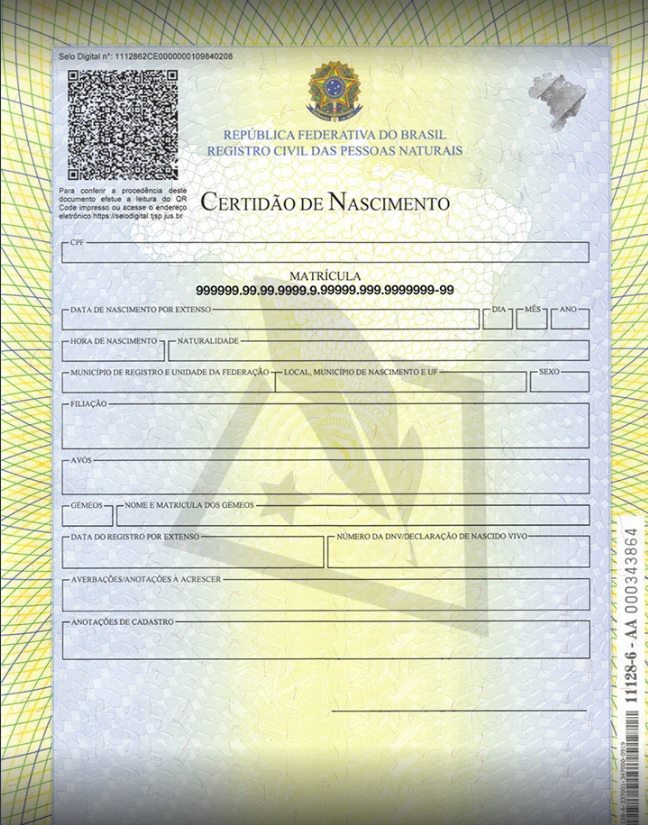 Selo Digital n°: 1112862CE0000000109840208
Para conferir a procedência deste
documento efetue a leitura do QR
Code impresso ou acesse o endereço
eletrônico https://selodigital.tjsp.jus.br
REPÚBLICA FEDERATIVA DO BRASIL
REGISTRO CIVIL DAS PESSOAS NATURAIS
CERTIDÃO DE NASCIMENTO
CPF
MATRÍCULA
999999.99.99.9999.9.99999.999.9999999-99
DATA DE NASCIMENTO POR EXTENSO DIA MÊS ANO
HORA DE NASCIMENTO NATURALIDADE
MUNICÍPIO DE REGISTRO E UNIDADE DA FEDERAÇÃO LOCAL, MUNICÍPIO DE NASCIMENTO E UF SEXO
FILIAÇÃO
AVÓS
GÊMEOS NOME E MATRÍCULA DOS GÊMEOS
DATA DO REGISTRO POR EXTENSO NÚMERO DA DNV/DECLARAÇÃO DE NASCIDO VIVO
AVERBAÇÕES/ANOTAÇÕES À ACRESCER
ANOTAÇÕES DE CADASTRO
11128-6 - AA 000343864